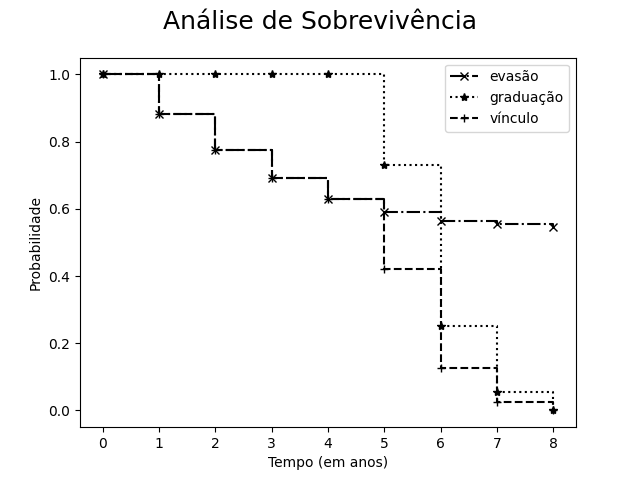 Análise de Sobrevivência
evasão
graduação
vínculo
Probabilidade
1.0
0.8
0.6
0.4
0.2
0.0
0 1 2 3 4 5 6 7 8
Tempo (em anos)